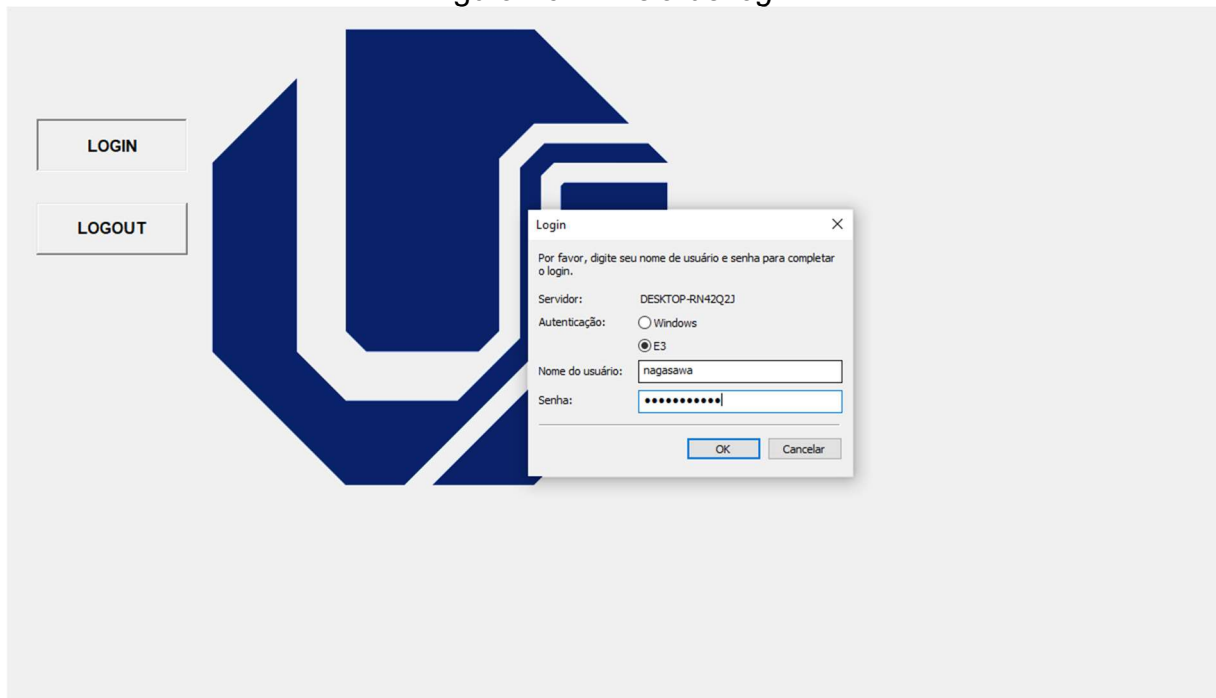 LOGIN
LOGOUT
Login
Por favor, digite seu nome de usuário e senha para completar
o login.
Servidor: DESKTOP-RN42Q2J
Autenticação: Windows
E3
Nome do usuário: nagasawa
Senha: ●●●●●●●●●●●
OK Cancelar